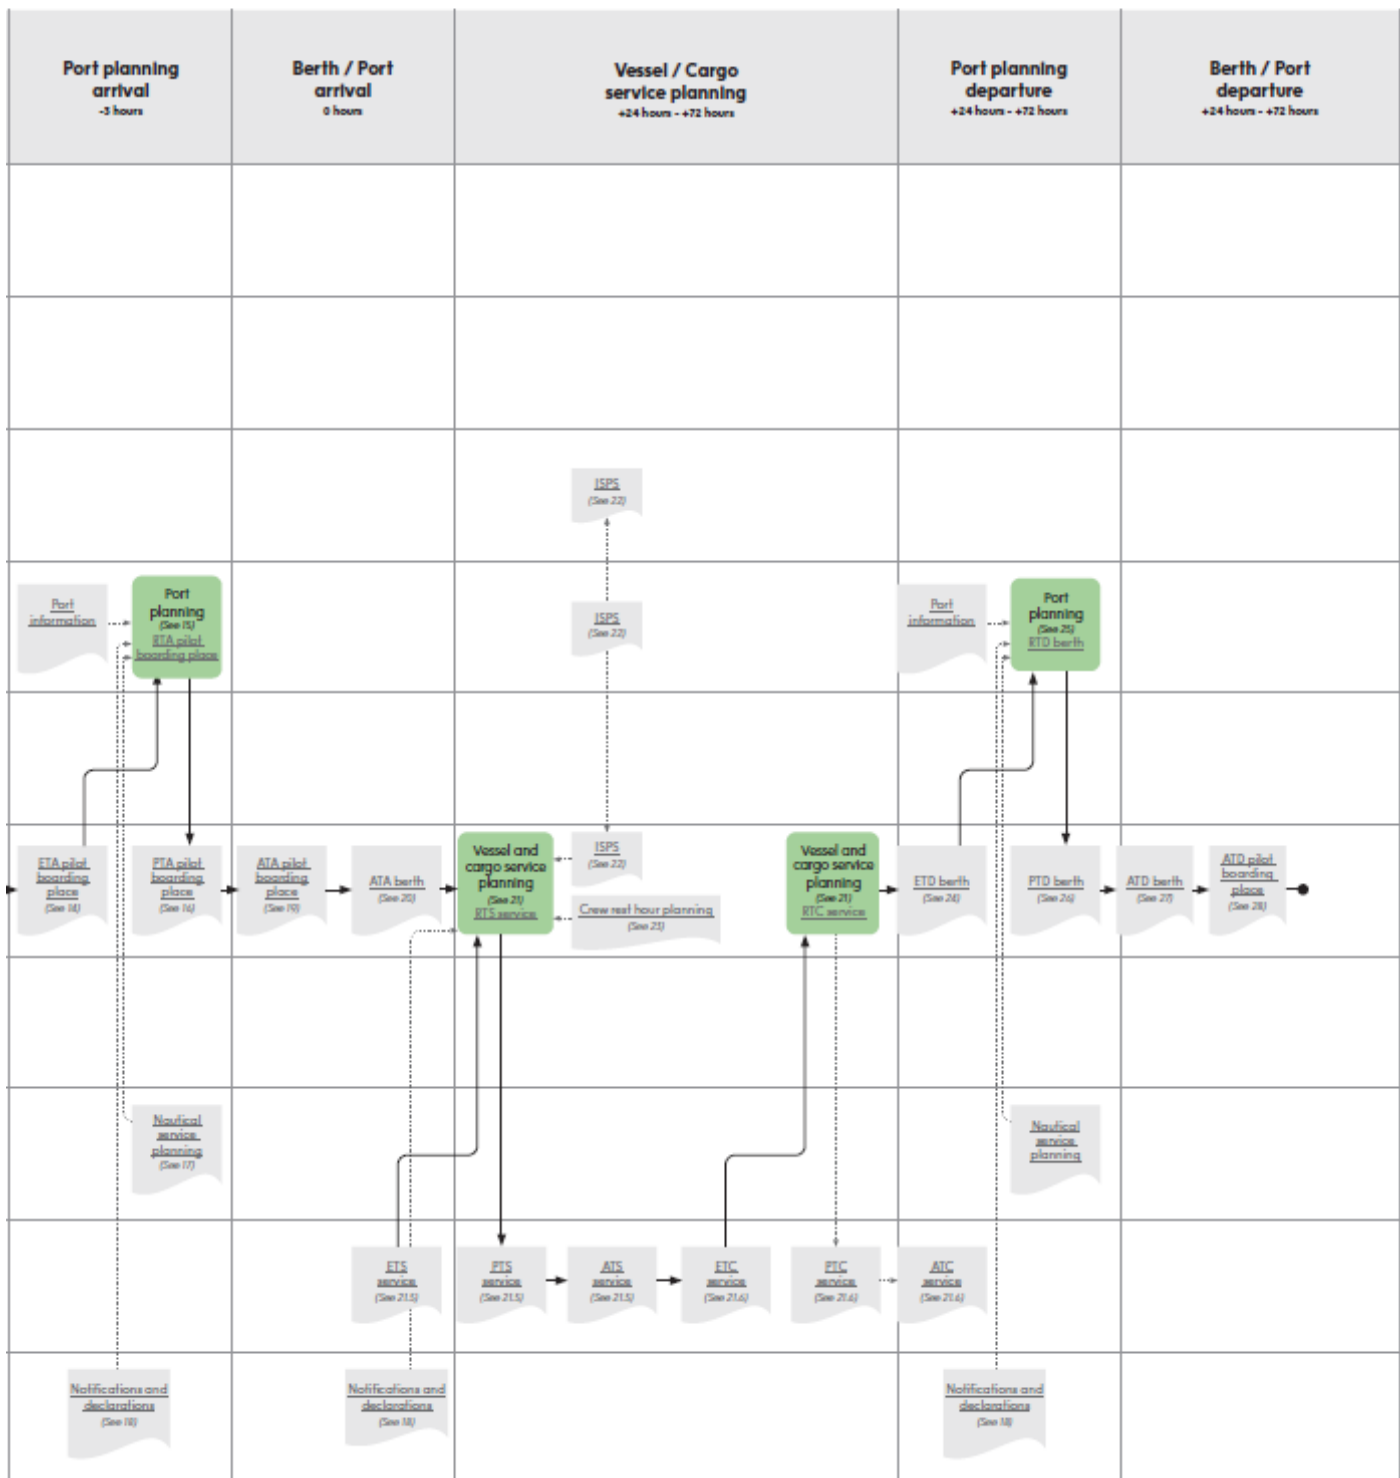 Port planning
arrival
-3 hours
Berth / Port
arrival
0 hours
Vessel / Cargo
service planning
+24 hours - +72 hours
Port planning
departure
+24 hours - +72 hours
Berth / Port
departure
+24 hours - +72 hours
ISPS
(See 22)
Port
information
Port
planning
(See 15)
RTA pilot
boarding place
ISPS
(See 22)
Port
information
Port
planning
(See 25)
RTD berth
ETA pilot
boarding
place
(See 14)
PTA pilot
boarding
place
(See 16)
ATA pilot
boarding
place
(See 19)
ATA berth
(See 20)
Vessel and
cargo service
planning
(See 21)
RTS service
ISPS
(See 22)
Crew rest hour planning
(See 23)
Vessel and
cargo service
planning
(See 21)
RTC service
ETD berth
(See 24)
PTD berth
(See 26)
ATD berth
(See 27)
ATD pilot
boarding
place
(See 28)
Nautical
service
planning
(See 17)
Nautical
service
planning
ETS
service
(See 21.5)
PTS
service
(See 21.5)
ATS
service
(See 21.5)
ETC
service
(See 21.6)
PTC
service
(See 21.6)
ATC
service
(See 21.6)
Notifications and
declarations
(See 18)
Notifications and
declarations
(See 18)
Notifications and
declarations
(See 18)